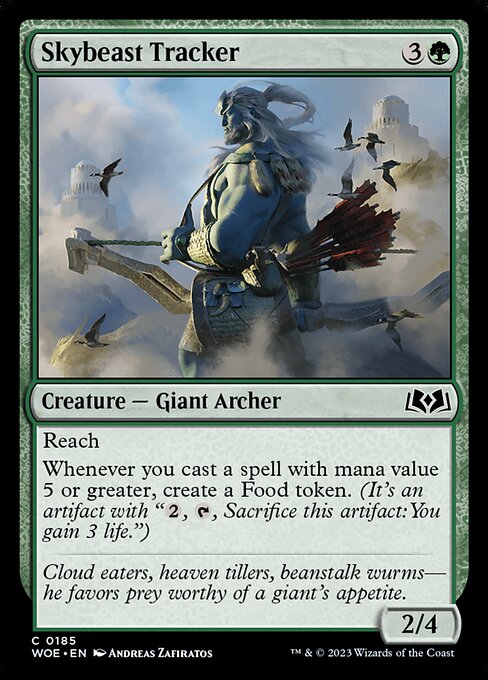 Skybeast Tracker 3
Creature — Giant Archer
Reach
Whenever you cast a spell with mana value
5 or greater, create a Food token. (It's an
artifact with “2, , Sacrifice this artifact: You
gain 3 life.”)
Cloud eaters, heaven tillers, beanstalk wurms—
he favors prey worthy of a giant's appetite.
2/4
C 0185
WOE • EN Andreas Zafiratos
™ & © 2023 Wizards of the Coast